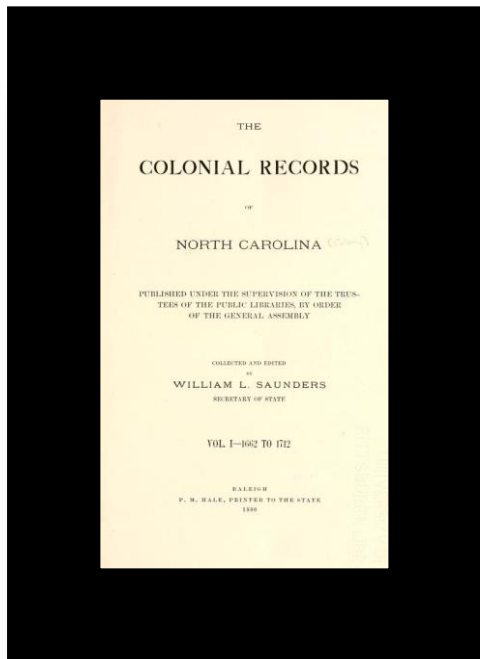 THE
COLONIAL RECORDS
OF
NORTH CAROLINA
PUBLISHED UNDER THE SUPERVISION OF THE TRUS-
TEES OF THE PUBLIC LIBRARIES, BY ORDER
OF THE GENERAL ASSEMBLY
COLLECTED AND EDITED
BY
WILLIAM L. SAUNDERS
SECRETARY OF STATE
VOL. I—1662 TO 1712
RALEIGH
P. M. HALE, PRINTER TO THE STATE
1886